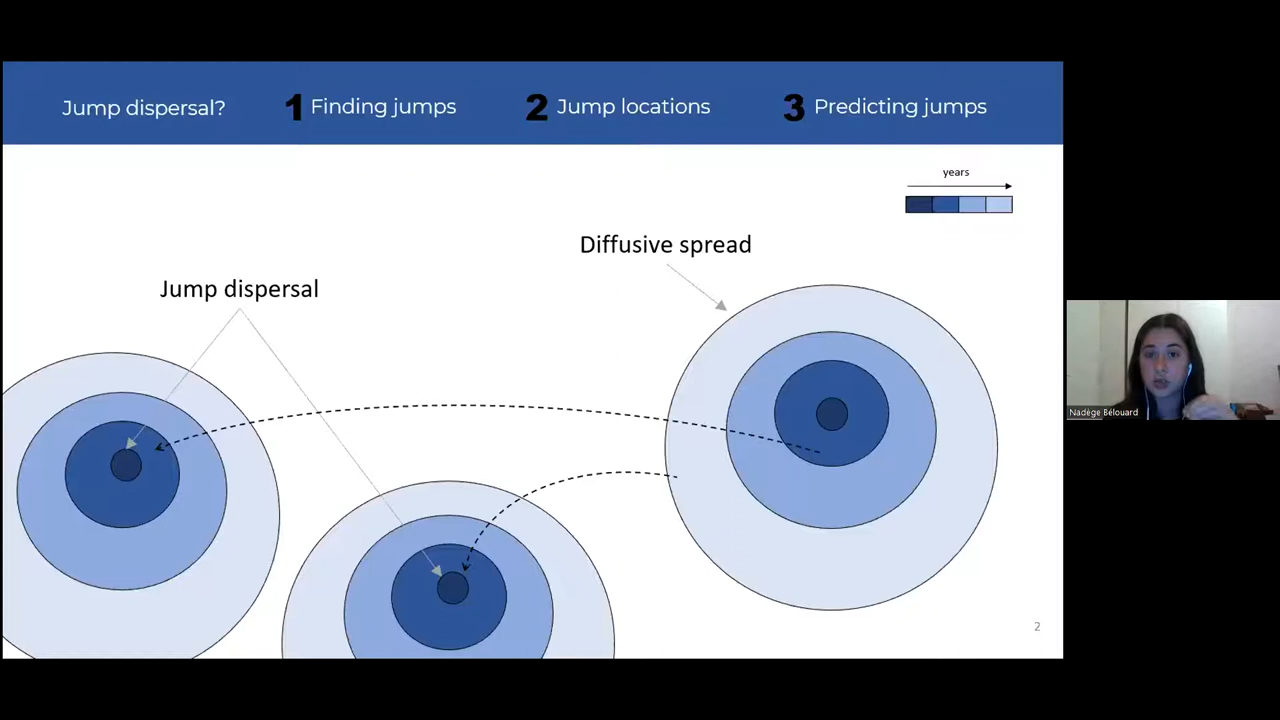 Jump dispersal?
1 Finding jumps
2 Jump locations
3 Predicting jumps
years
Diffusive spread
Jump dispersal
Nadège Bélouard
2